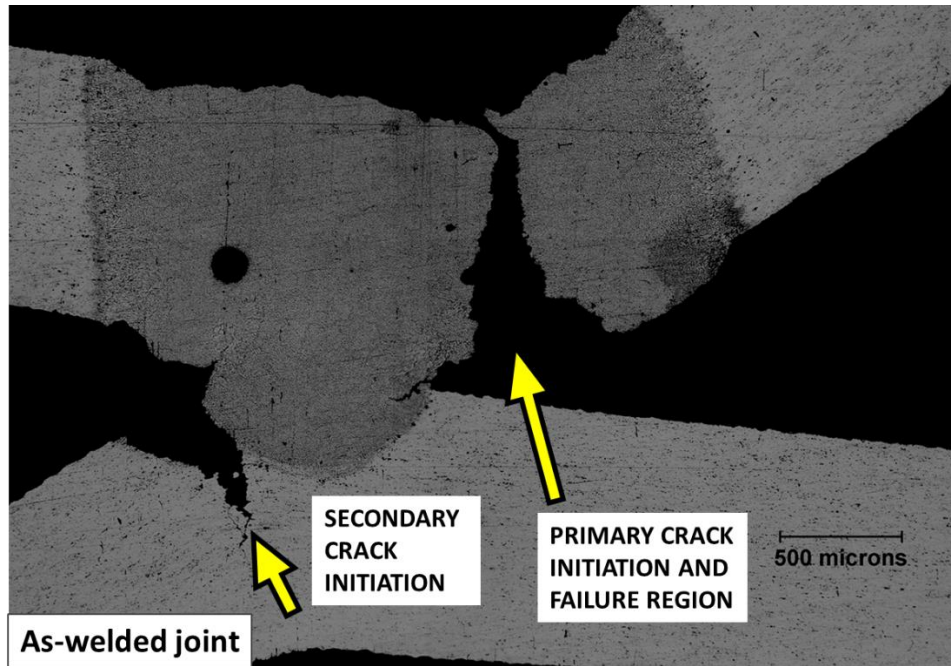 SECONDARY
CRACK
INITIATION
PRIMARY CRACK
INITIATION AND
FAILURE REGION
500 microns
As-welded joint